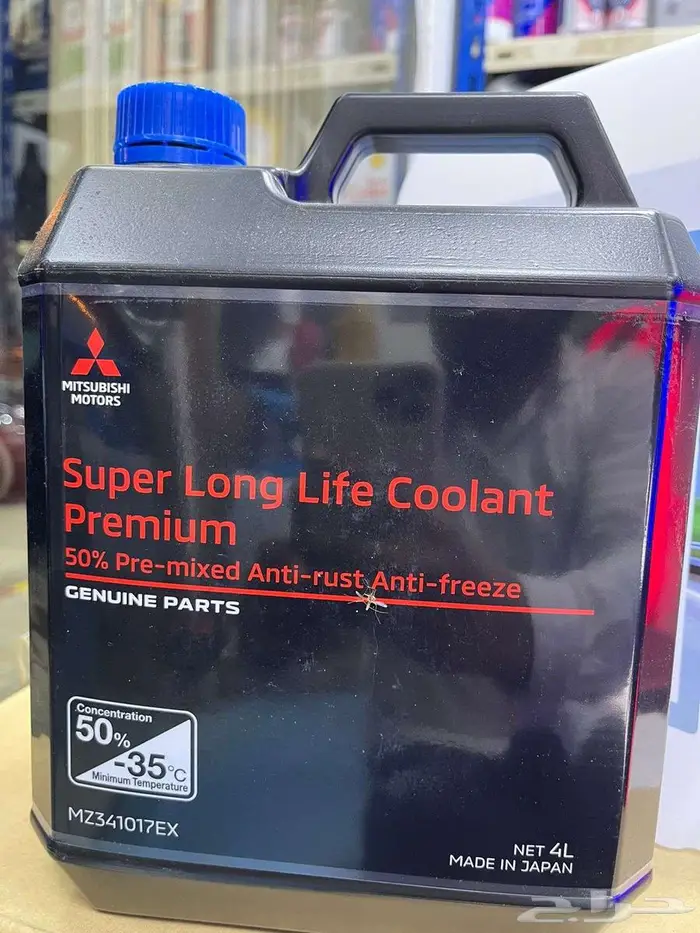 MITSUBISHI
MOTORS
Super Long Life Coolant
Premium
50% Pre-mixed Anti-rust Anti-freeze
GENUINE PARTS
Concentration
50%
-35°C
Minimum Temperature
MZ341017EX
NET 4L
MADE IN JAPAN
حراج